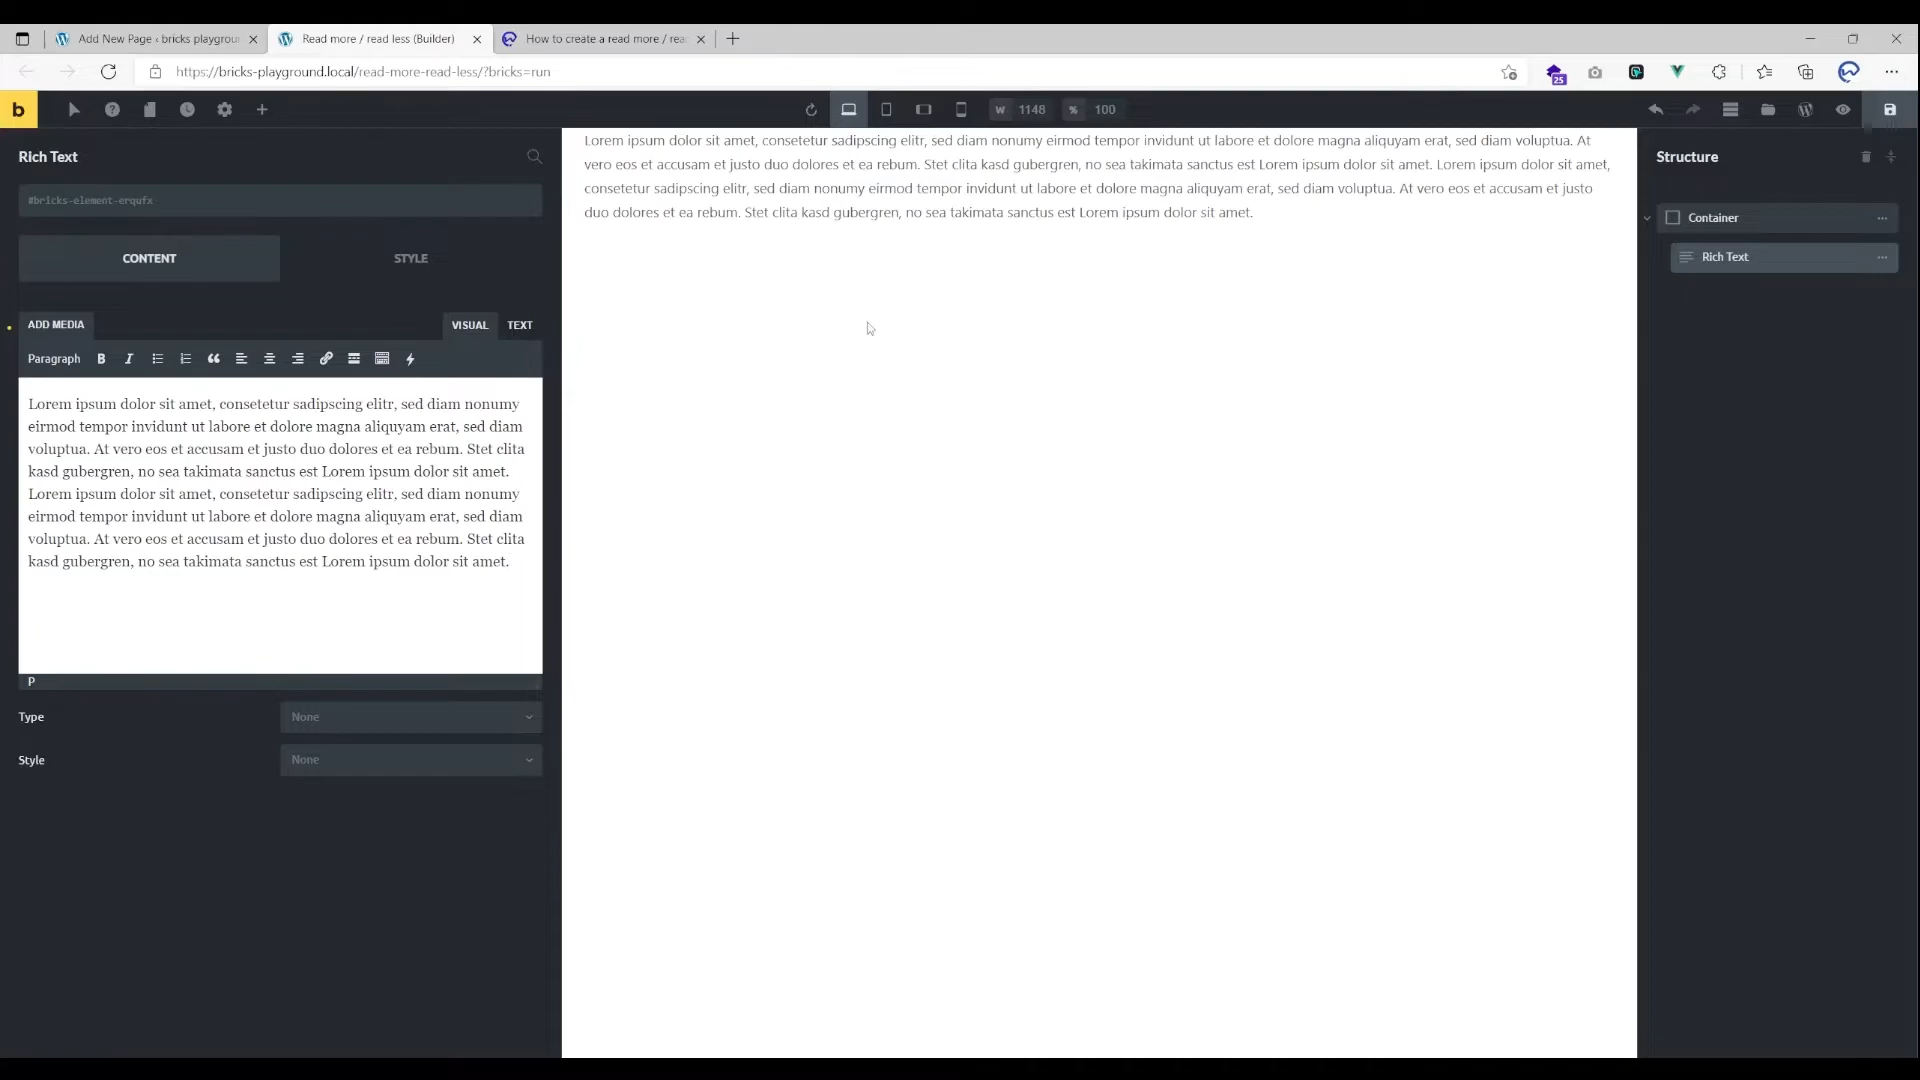 Add New Page ‹ bricks playgrour
Read more / read less (Builder)
How to create a read more / rea
https://bricks-playground.local/read-more-read-less/?bricks=run
25
b
W 1148 % 100
Rich Text
#bricks-element-erqufx
CONTENT
STYLE
ADD MEDIA
VISUAL
TEXT
Paragraph
Lorem ipsum dolor sit amet, consetetur sadipscing elitr, sed diam nonumy
eirmod tempor invidunt ut labore et dolore magna aliquyam erat, sed diam
voluptua. At vero eos et accusam et justo duo dolores et ea rebum. Stet clita
kasd gubergren, no sea takimata sanctus est Lorem ipsum dolor sit amet.
Lorem ipsum dolor sit amet, consetetur sadipscing elitr, sed diam nonumy
eirmod tempor invidunt ut labore et dolore magna aliquyam erat, sed diam
voluptua. At vero eos et accusam et justo duo dolores et ea rebum. Stet clita
kasd gubergren, no sea takimata sanctus est Lorem ipsum dolor sit amet.
P
Type
None
Style
None
Lorem ipsum dolor sit amet, consetetur sadipscing elitr, sed diam nonumy eirmod tempor invidunt ut labore et dolore magna aliquyam erat, sed diam voluptua. At
vero eos et accusam et justo duo dolores et ea rebum. Stet clita kasd gubergren, no sea takimata sanctus est Lorem ipsum dolor sit amet. Lorem ipsum dolor sit amet,
consetetur sadipscing elitr, sed diam nonumy eirmod tempor invidunt ut labore et dolore magna aliquyam erat, sed diam voluptua. At vero eos et accusam et justo
duo dolores et ea rebum. Stet clita kasd gubergren, no sea takimata sanctus est Lorem ipsum dolor sit amet.
Structure
Container
Rich Text